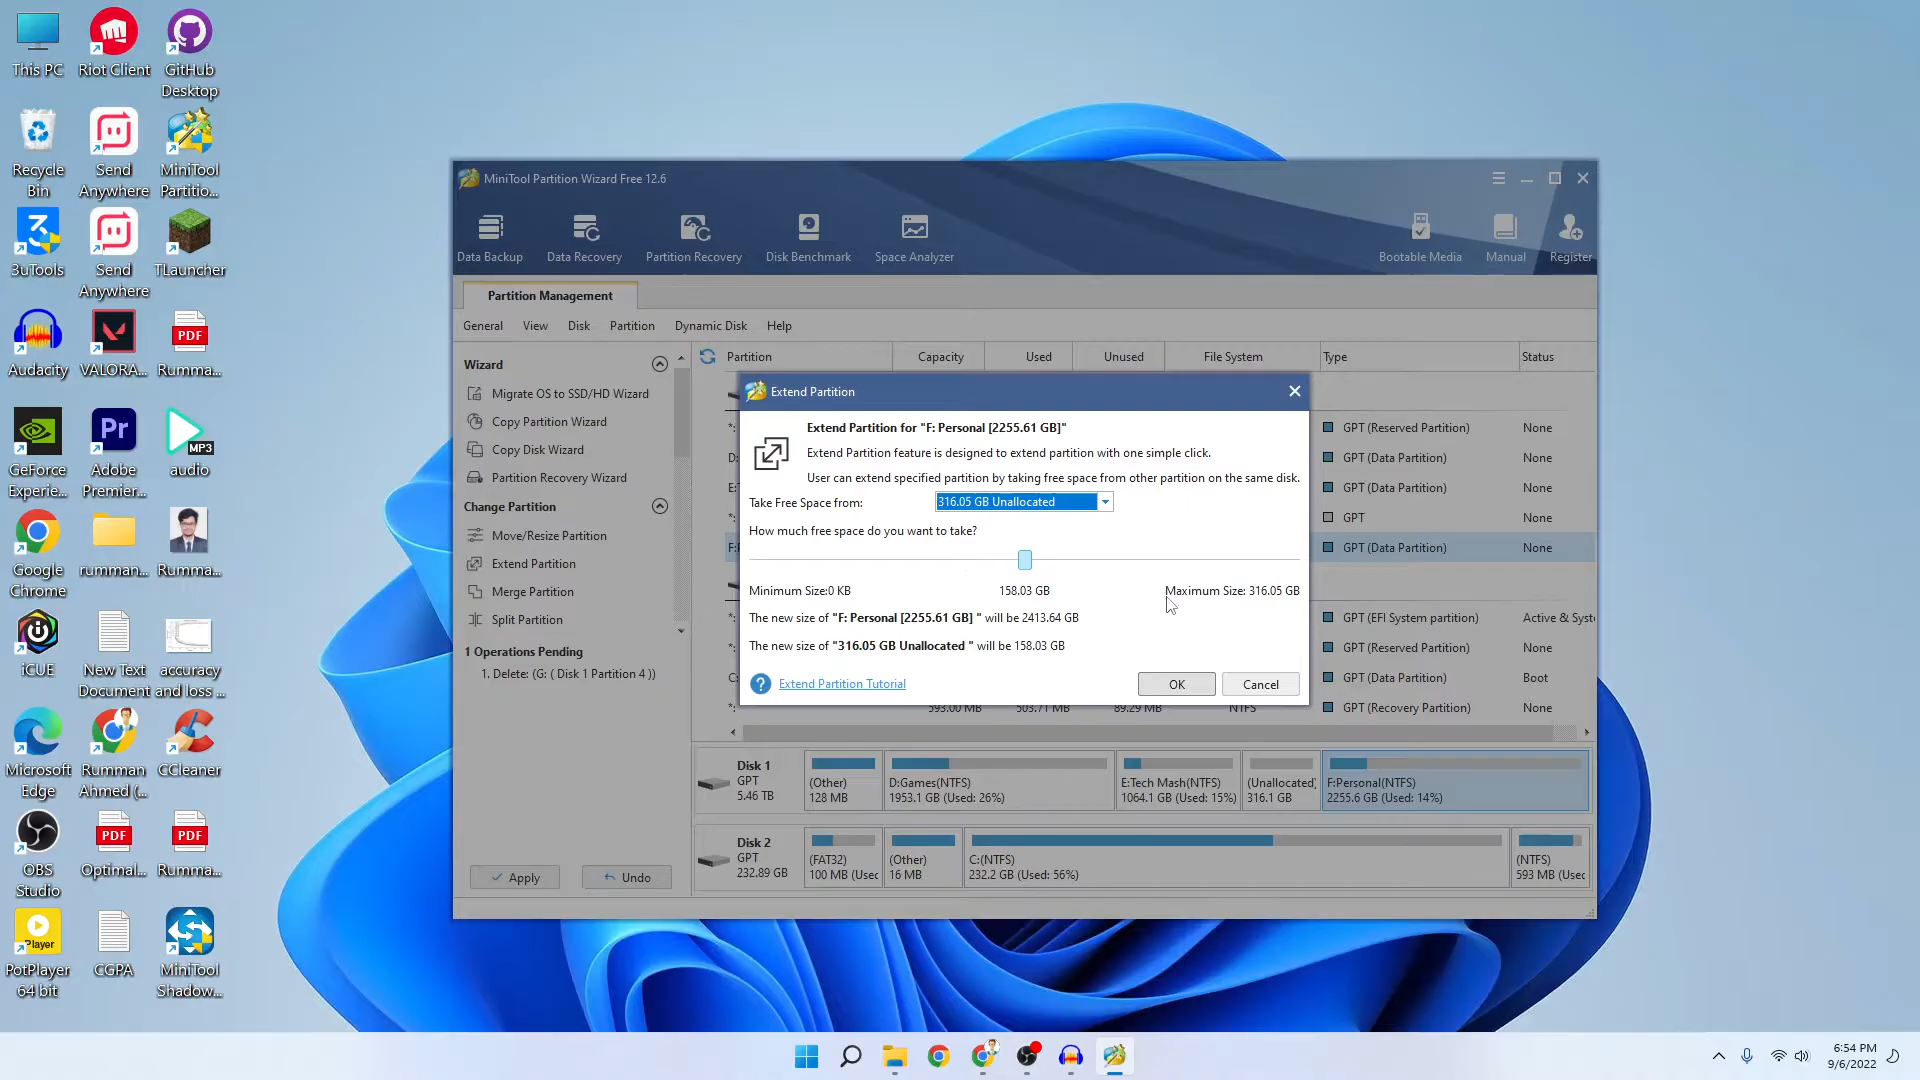 This PC
Riot Client
GitHub
Desktop
Recycle
Bin
Send
Anywhere
MiniTool
Partitio...
3uTools
Send
Anywhere
TLauncher
Audacity
VALORA...
PDF
Rumma...
GeForce
Experie...
Pr
Adobe
Premier...
MP3
audio
Google
Chrome
rumman...
Rumma...
iCUE
New Text
Document
accuracy
and loss ...
Microsoft
Edge
Rumman
Ahmed (...
CCleaner
OBS
Studio
PDF
Optimal...
PDF
Rumma...
Player
PotPlayer
64 bit
CGPA
MiniTool
Shadow...
MiniTool Partition Wizard Free 12.6
Data Backup
Data Recovery
Partition Recovery
Disk Benchmark
Space Analyzer
Bootable Media
Manual
Register
Partition Management
General View Disk Partition Dynamic Disk Help
Wizard
Migrate OS to SSD/HD Wizard
Copy Partition Wizard
Copy Disk Wizard
Partition Recovery Wizard
Change Partition
Move/Resize Partition
Extend Partition
Merge Partition
Split Partition
1 Operations Pending
1. Delete: (G: ( Disk 1 Partition 4 ))
Apply
Undo
Partition Capacity Used Unused File System Type Status
*: GPT (Reserved Partition) None
D: GPT (Data Partition) None
E:T GPT (Data Partition) None
*: GPT None
F:P GPT (Data Partition) None
*: GPT (EFI System partition) Active & Syst
*: GPT (Reserved Partition) None
C: GPT (Data Partition) Boot
*: 593.00 MB 503.71 MB 89.29 MB NTFS GPT (Recovery Partition) None
Extend Partition
Extend Partition for "F: Personal [2255.61 GB]"
Extend Partition feature is designed to extend partition with one simple click.
User can extend specified partition by taking free space from other partition on the same disk.
Take Free Space from: 316.05 GB Unallocated
How much free space do you want to take?
Minimum Size:0 KB 158.03 GB Maximum Size: 316.05 GB
The new size of "F: Personal [2255.61 GB] " will be 2413.64 GB
The new size of "316.05 GB Unallocated " will be 158.03 GB
Extend Partition Tutorial
OK
Cancel
Disk 1
GPT
5.46 TB
(Other)
128 MB
D:Games(NTFS)
1953.1 GB (Used: 26%)
E:Tech Mash(NTFS)
1064.1 GB (Used: 15%)
(Unallocated)
316.1 GB
F:Personal(NTFS)
2255.6 GB (Used: 14%)
Disk 2
GPT
232.89 GB
(FAT32)
100 MB (Usec
(Other)
16 MB
C:(NTFS)
232.2 GB (Used: 56%)
(NTFS)
593 MB (Usec
6:54 PM
9/6/2022